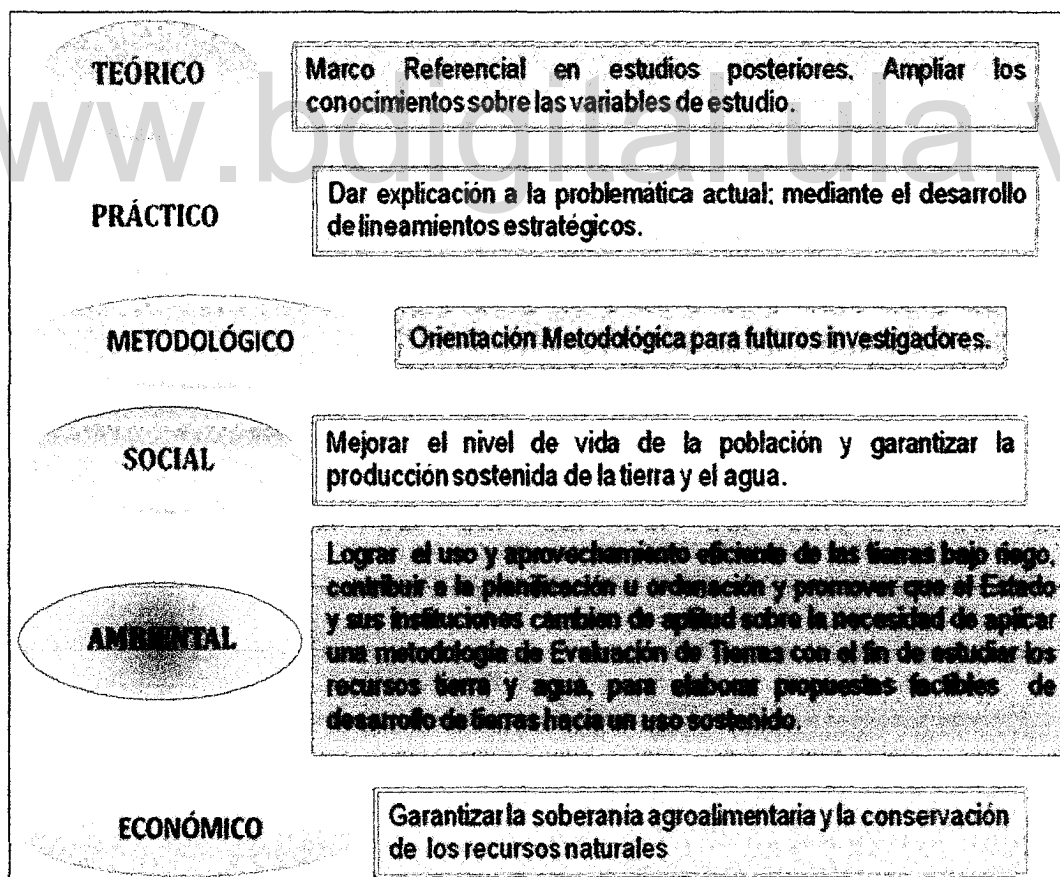 TEÓRICO
Marco Referencial en estudios posteriores. Ampliar los
conocimientos sobre las variables de estudio.
www.bdigital.ula.v
PRÁCTICO
Dar explicación a la problemática actual; mediante el desarrollo
de lineamientos estratégicos.
METODOLÓGICO
Orientación Metodológica para futuros investigadores.
SOCIAL
Mejorar el nivel de vida de la población y garantizar la
producción sostenida de la tierra y el agua.
AMBIENTAL
Lograr el uso y aprovechamiento eficiente de las tierras bajo riego,
contribuir a la planificación u ordenación y promover que el Estado
y sus instituciones cambien de aptitud sobre la necesidad de aplicar
una metodología de Evaluación de Tierras con el fin de estudiar los
recursos tierra y agua, para elaborar propuestas factibles de
desarrollo de tierras hacia un uso sostenido.
ECONÓMICO
Garantizar la soberanía agroalimentaria y la conservación
de los recursos naturales